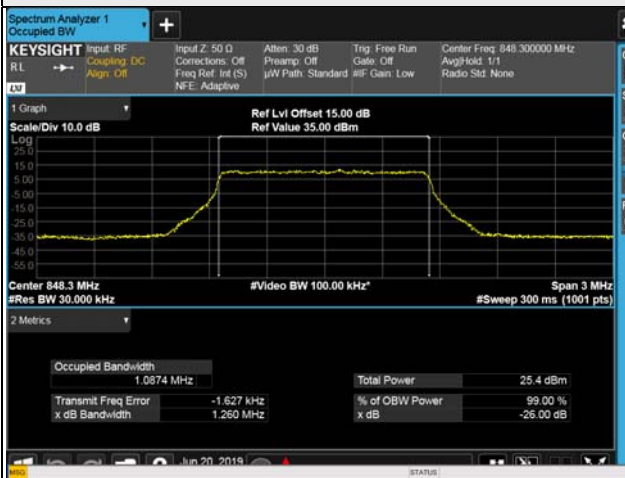 Spectrum Analyzer 1
Occupied BW
KEYSIGHT Input: RF Input Z: 50 Ω Atten: 30 dB Trig: Free Run Center Freq: 848.300000 MHz
RL Coupling: DC Corrections: Off Preamp: Off Gate: Off Avg|Hold: 1/1
Align: Off Freq Ref: Int (S) µW Path: Standard #IF Gain: Low Radio Std: None
LXI NFE: Adaptive
1 Graph Ref Lvl Offset 15.00 dB
Scale/Div 10.0 dB Ref Value 35.00 dBm
Log
25.0
15.0
5.00
-5.00
-15.0
-25.0
-35.0
-45.0
-55.0
Center 848.3 MHz #Video BW 100.00 kHz* Span 3 MHz
#Res BW 30.000 kHz #Sweep 300 ms (1001 pts)
2 Metrics
Occupied Bandwidth
1.0874 MHz Total Power 25.4 dBm
Transmit Freq Error -1.627 kHz % of OBW Power 99.00 %
x dB Bandwidth 1.260 MHz x dB -26.00 dB
Jun 20, 2019
MSG STATUS